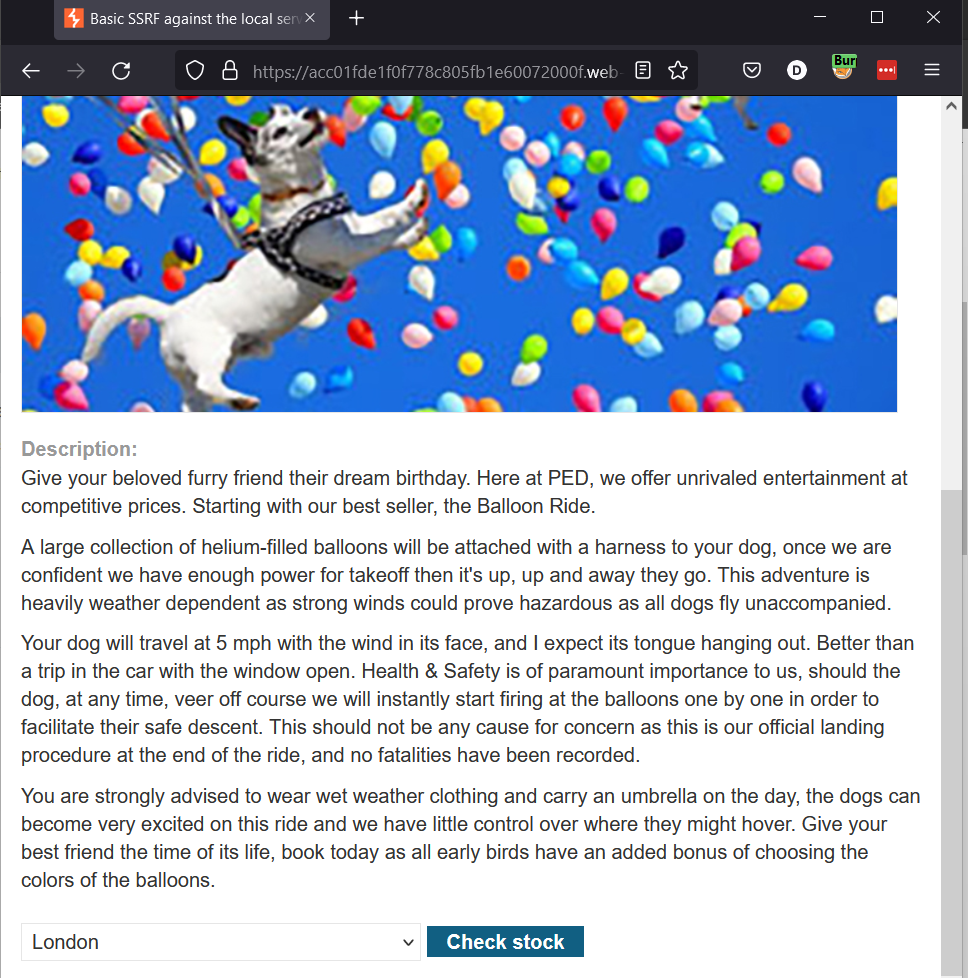 Basic SSRF against the local serv
https://acc01fde1f0f778c805fb1e60072000f.web-
D
Bur
Description:
Give your beloved furry friend their dream birthday. Here at PED, we offer unrivaled entertainment at
competitive prices. Starting with our best seller, the Balloon Ride.
A large collection of helium-filled balloons will be attached with a harness to your dog, once we are
confident we have enough power for takeoff then it's up, up and away they go. This adventure is
heavily weather dependent as strong winds could prove hazardous as all dogs fly unaccompanied.
Your dog will travel at 5 mph with the wind in its face, and I expect its tongue hanging out. Better than
a trip in the car with the window open. Health & Safety is of paramount importance to us, should the
dog, at any time, veer off course we will instantly start firing at the balloons one by one in order to
facilitate their safe descent. This should not be any cause for concern as this is our official landing
procedure at the end of the ride, and no fatalities have been recorded.
You are strongly advised to wear wet weather clothing and carry an umbrella on the day, the dogs can
become very excited on this ride and we have little control over where they might hover. Give your
best friend the time of its life, book today as all early birds have an added bonus of choosing the
colors of the balloons.
London
Check stock